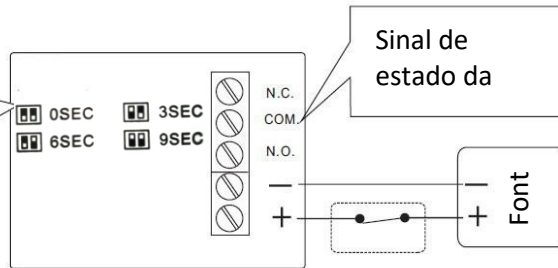 Sinal de
estado da
0SEC 3SEC
6SEC 9SEC
N.C.
COM.
N.O.
− −
+ +
Font